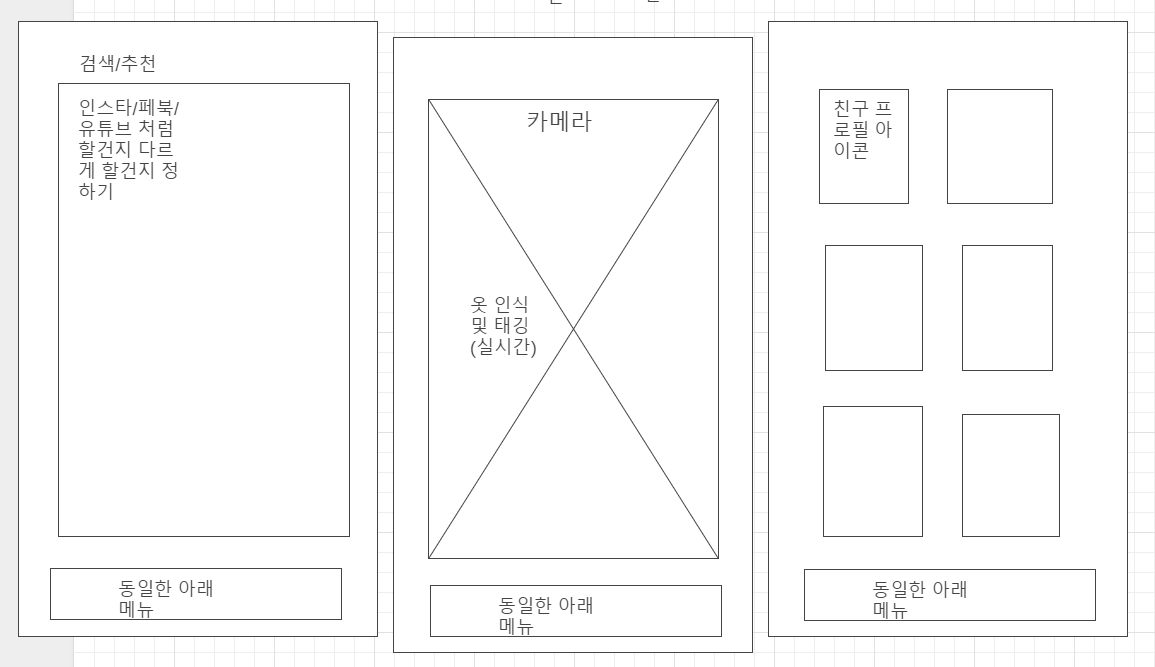 검색/추천
인스타/페북/
유튜브 처럼
할건지 다르
게 할건지 정
하기
동일한 아래
메뉴
카메라
옷 인식
및 태깅
(실시간)
동일한 아래
메뉴
친구 프
로필 아
이콘
동일한 아래
메뉴